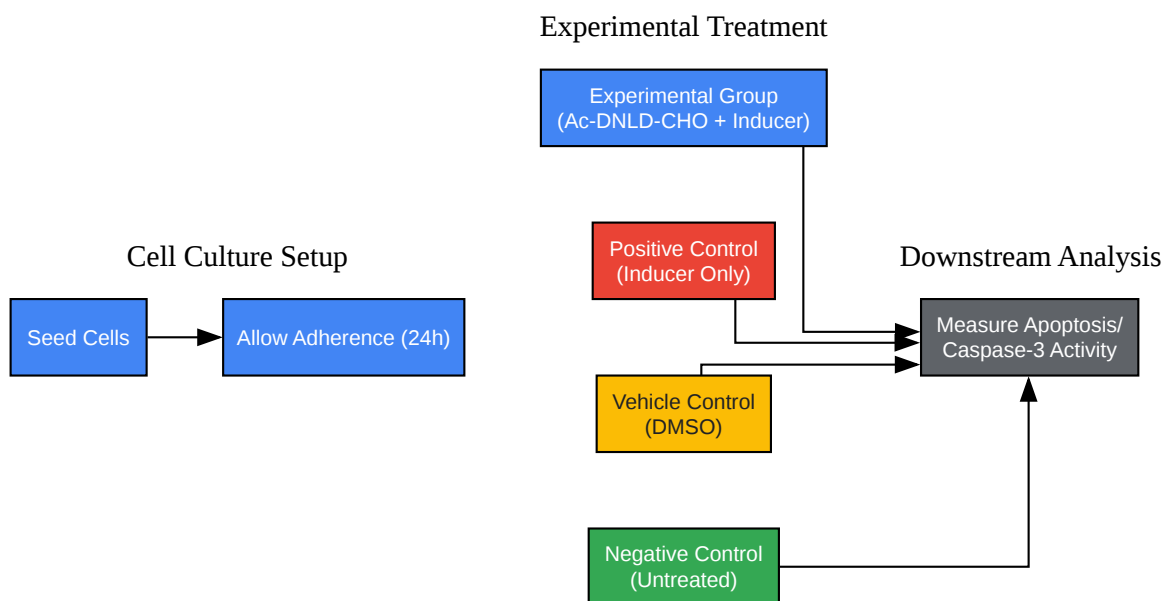 Experimental Treatment
Experimental Group
(Ac-DNLD-CHO + Inducer)
Positive Control
(Inducer Only)
Cell Culture Setup
Downstream Analysis
Seed Cells
Allow Adherence (24h)
Measure Apoptosis/
Caspase-3 Activity
Vehicle Control
(DMSO)
Negative Control
(Untreated)